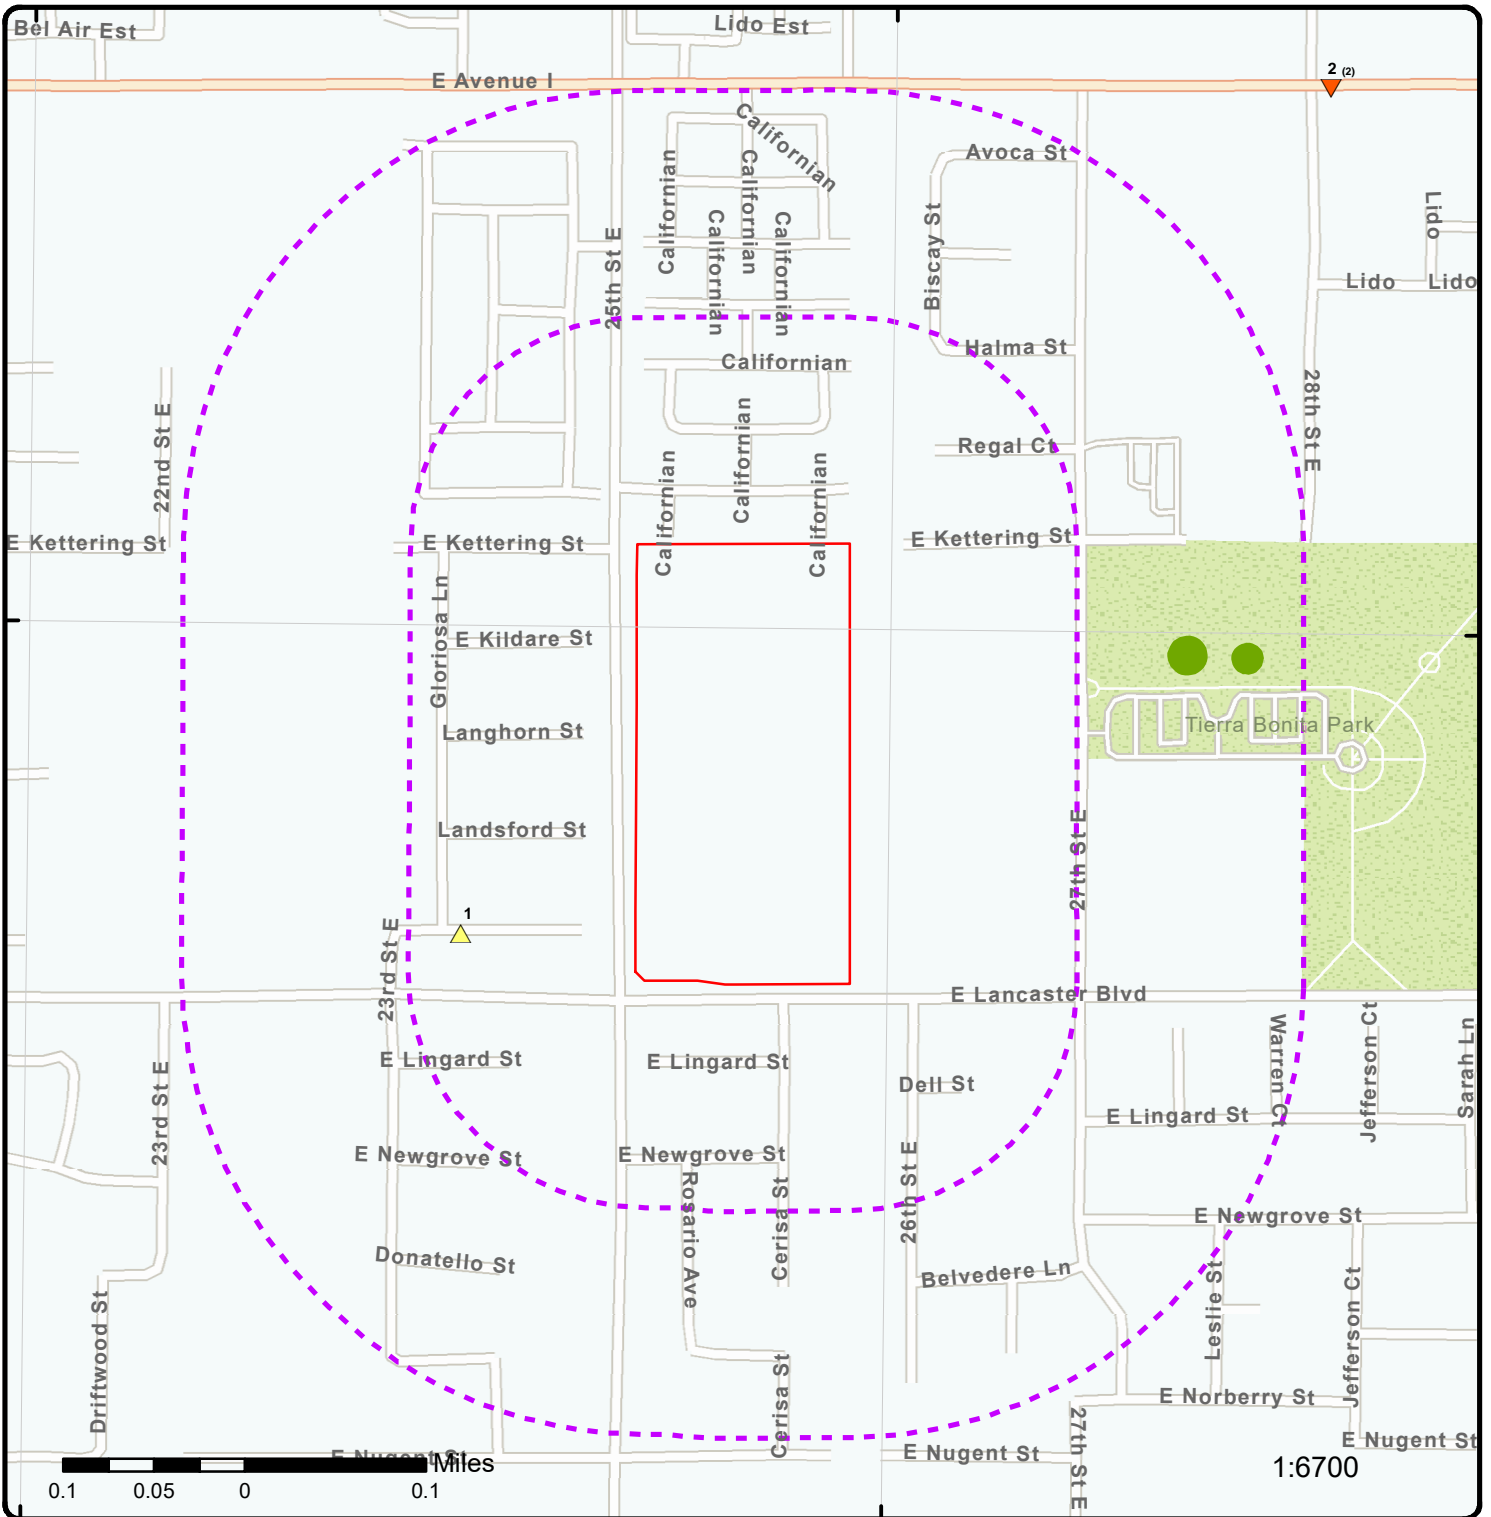 Bel Air Est
Lido Est
E Avenue I
2 (2)
Californian
Avoca St
Californian
Californian
Californian
Californian
Biscay St
Lido
25th St E
Lido
Lido
Halma St
Californian
28th St E
22nd St E
Californian
Regal Ct
Californian
Californian
E Kettering St
E Kettering St
E Kettering St
Gloriosa Ln
E Kildare St
Langhorn St
Tierra Bonita Park
Landsford St
27th St E
1
23rd St E
E Lancaster Blvd
E Lingard St
E Lingard St
Dell St
Warren Ct
Jefferson Ct
Sarah Ln
23rd St E
E Lingard St
E Newgrove St
E Newgrove St
26th St E
Rosario Ave
Cerisa St
E Newgrove St
Donatello St
Belvedere Ln
Leslie St
Jefferson Ct
Driftwood St
Cerisa St
E Norberry St
27th St E
E Nugent St
E Nugent St
E Nugent St
Miles
1:6700
0.1 0.05 0 0.1